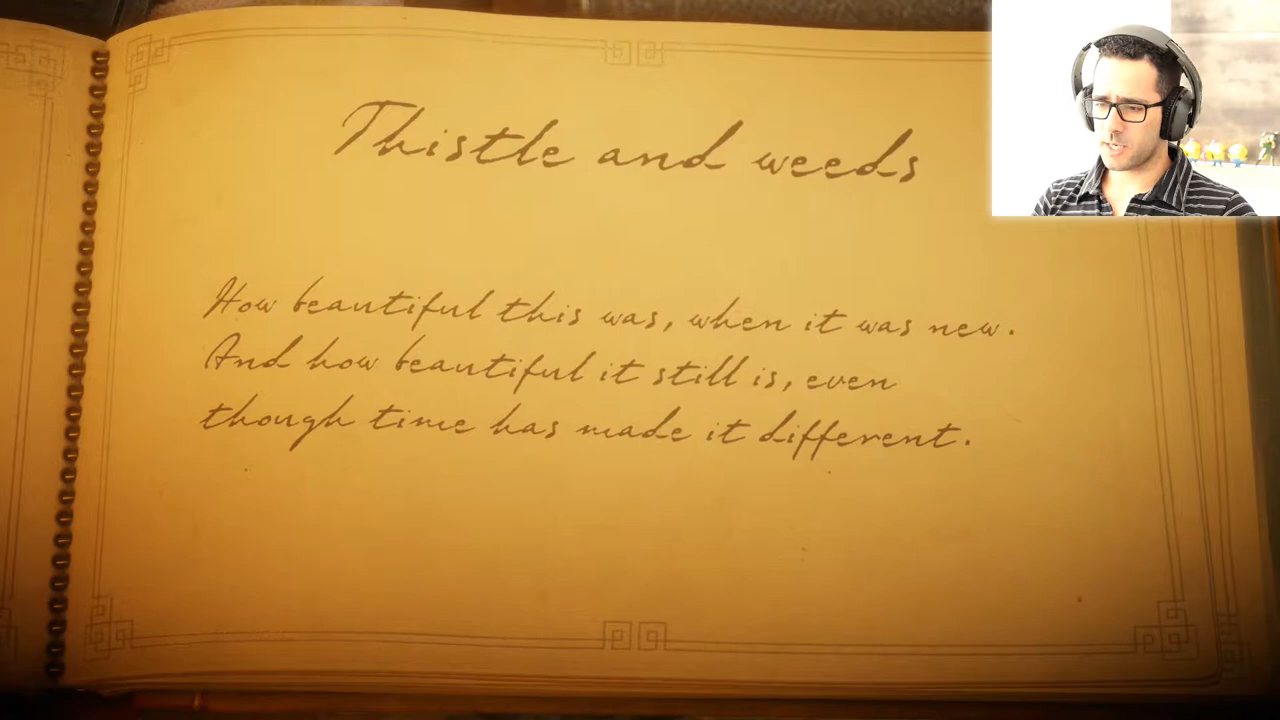 Thistle and weeds
How beautiful this was, when it was new.
And how beautiful it still is, even
though time has made it different.